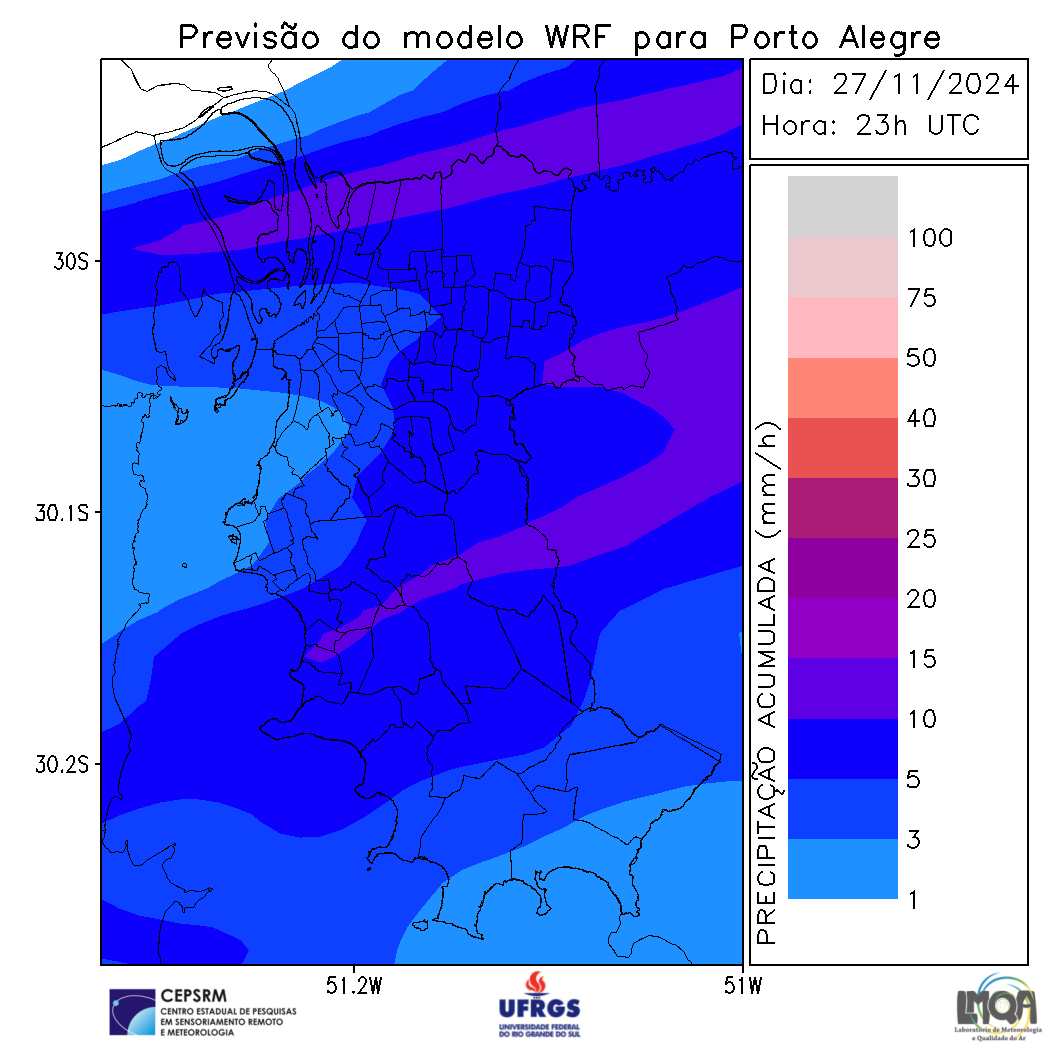 Previsão do modelo WRF para Porto Alegre
Dia: 27/11/2024
Hora: 23h UTC
100
75
50
40
30
25
20
15
10
5
3
1
PRECIPITAÇÃO ACUMULADA (mm/h)
30S
30.1S
30.2S
51.2W
51W
CEPSRM
CENTRO ESTADUAL DE PESQUISAS
EM SENSORIAMENTO REMOTO
E METEOROLOGIA
UFRGS
UNIVERSIDADE FEDERAL
DO RIO GRANDE DO SUL
LMQA
Laboratório de Meteorologia
e Qualidade do Ar